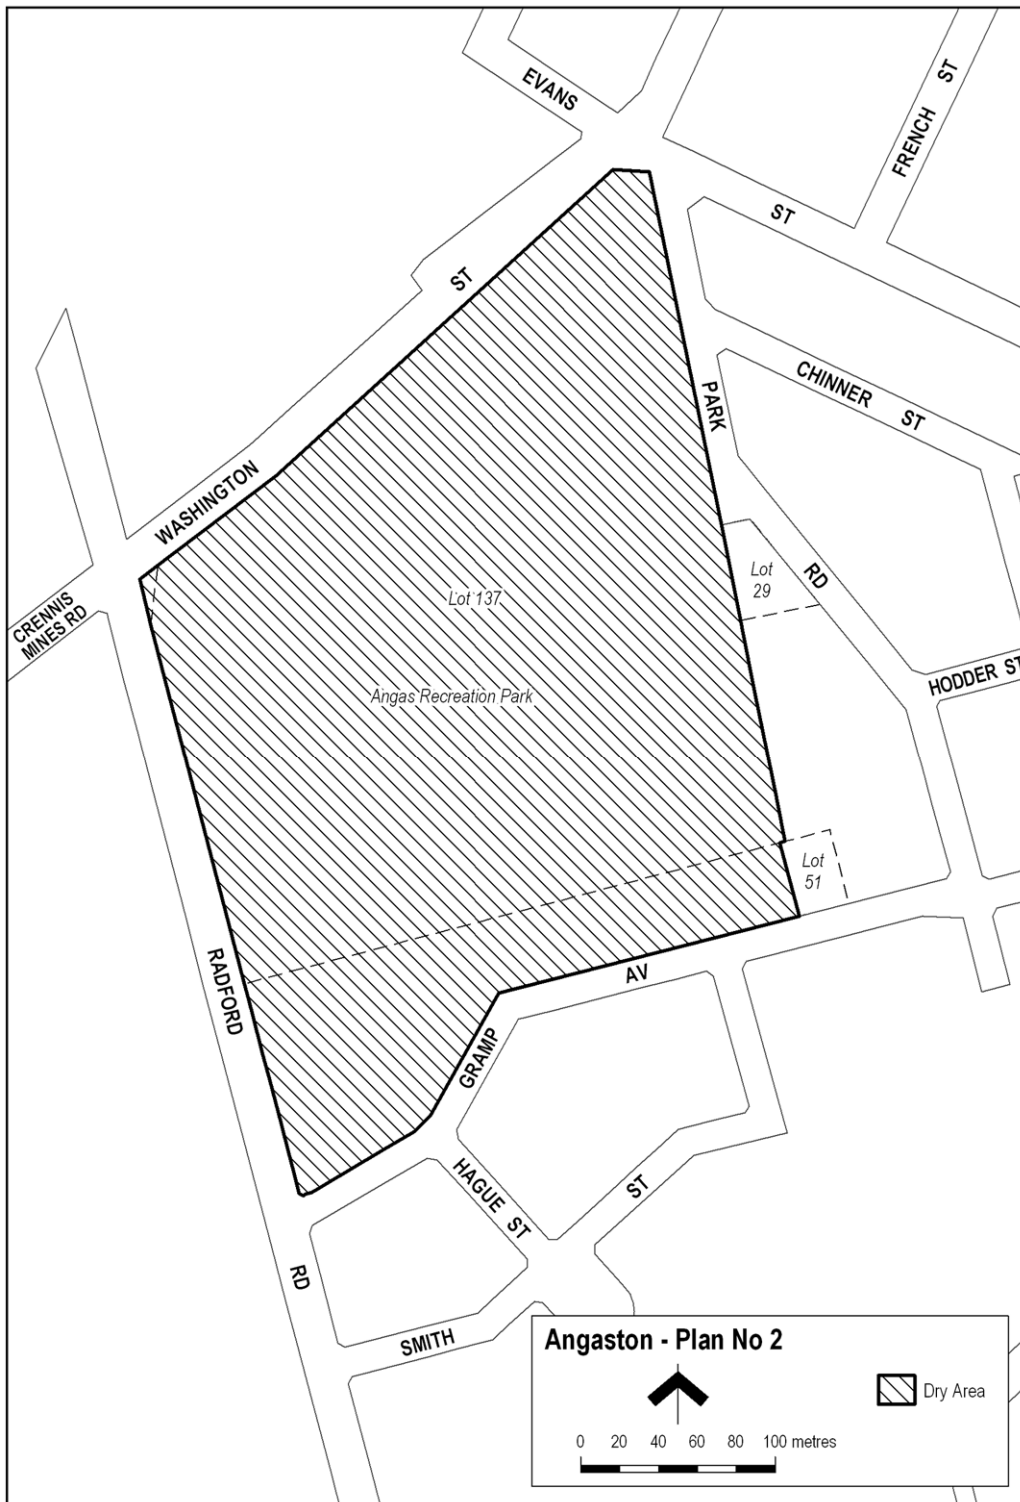 EVANS
FRENCH ST
ST
ST
CHINNER ST
PARK
WASHINGTON
Lot
29
RD
Lot 137
CRENNIS
MINES RD
HODDER ST
Angas Recreation Park
Lot
51
RADFORD
AV
GRAMP
HAGUE ST
ST
RD
SMITH
Angaston - Plan No 2
Dry Area
0 20 40 60 80 100 metres